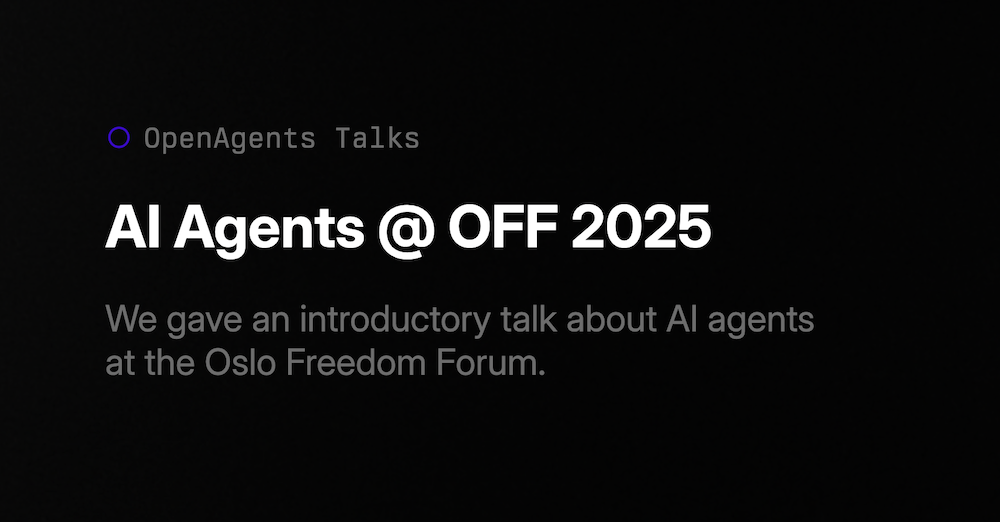 OpenAgents Talks
AI Agents @ OFF 2025
We gave an introductory talk about AI agents
at the Oslo Freedom Forum.